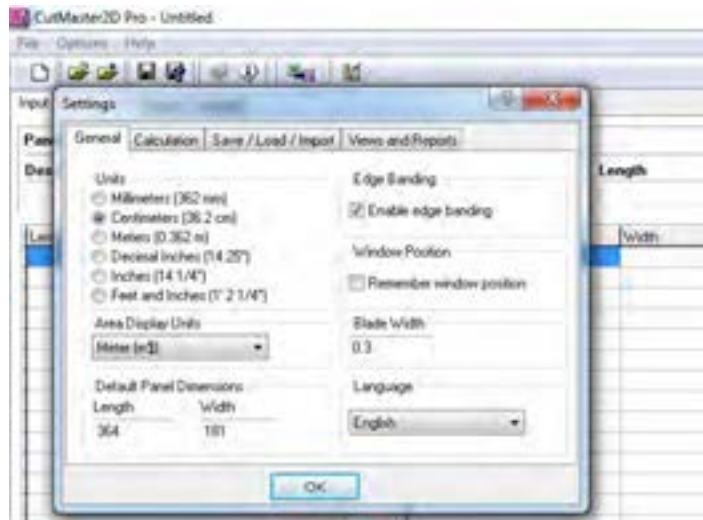 CutMaster2D Pro - Untitled
File Options Help
Input
Settings
General Calculation Save / Load / Import Views and Reports
Units
Millimeters (362 mm)
Centimeters (36.2 cm)
Meters (0.362 m)
Decimal Inches (14.25")
Inches (14 1/4")
Feet and Inches (1' 2 1/4")
Edge Banding
Enable edge banding
Window Position
Remember window position
Area Display Units
Blade Width
0.3
Default Panel Dimensions
Length Width
364 181
Language
English
OK
Length
Width